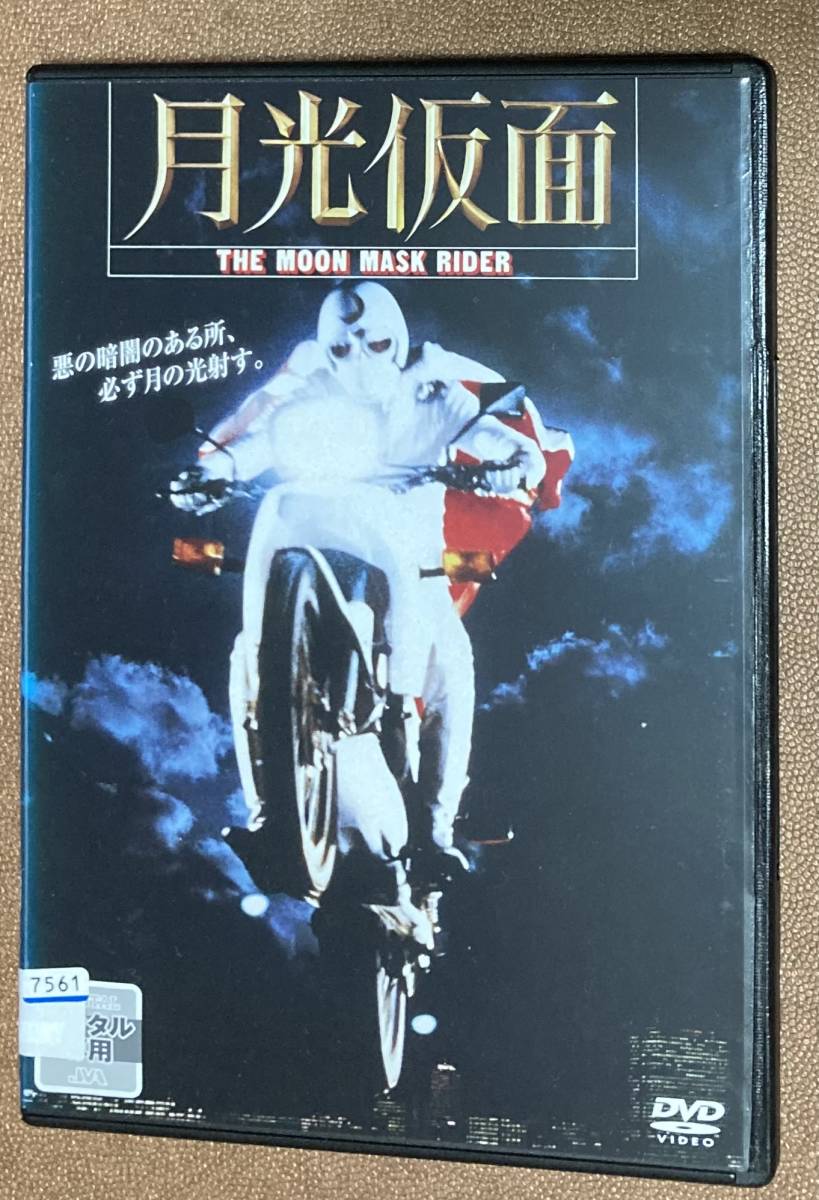 月光仮面
THE MOON MASK RIDER
悪の暗闇のある所、
必ず月の光射す。
7561
タル
用
JVA
DVD
VIDEO